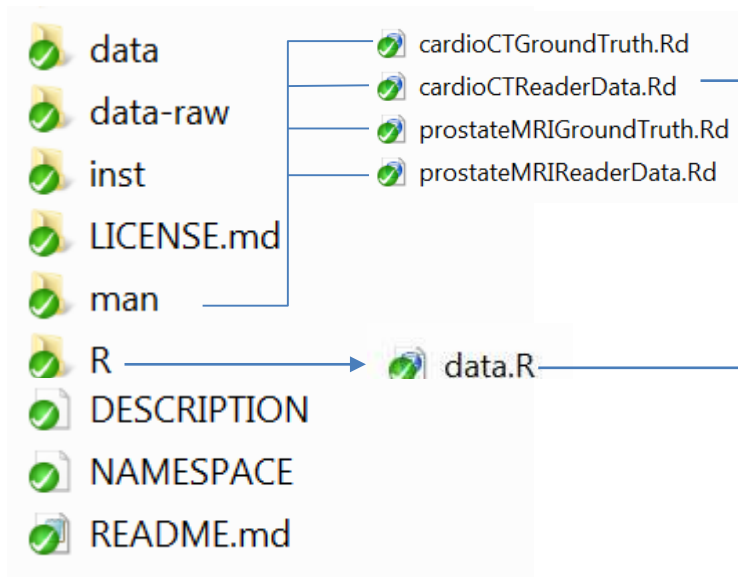 data
data-raw
inst
LICENSE.md
man
R
DESCRIPTION
NAMESPACE
README.md
cardioCTGroundTruth.Rd
cardioCTReaderData.Rd
prostateMRIGroundTruth.Rd
prostateMRIReaderData.Rd
data.R